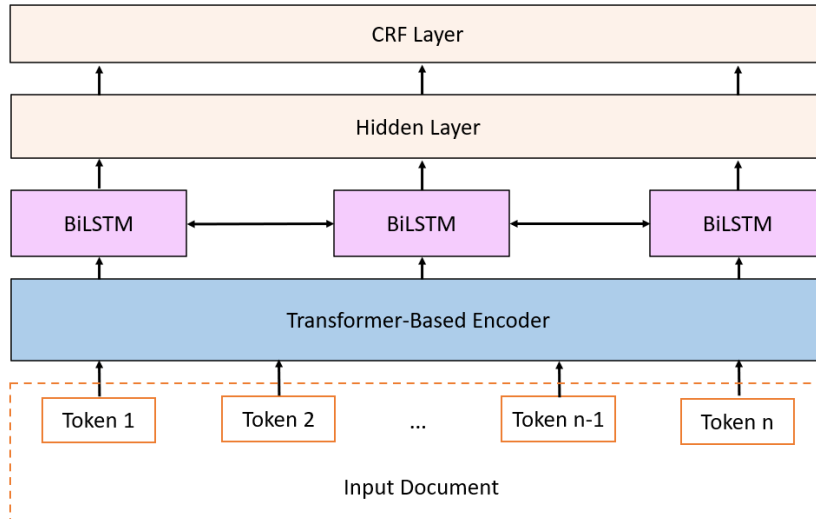 CRF Layer
Hidden Layer
BiLSTM BiLSTM BiLSTM
Transformer-Based Encoder
Token 1 Token 2 ... Token n-1 Token n
Input Document